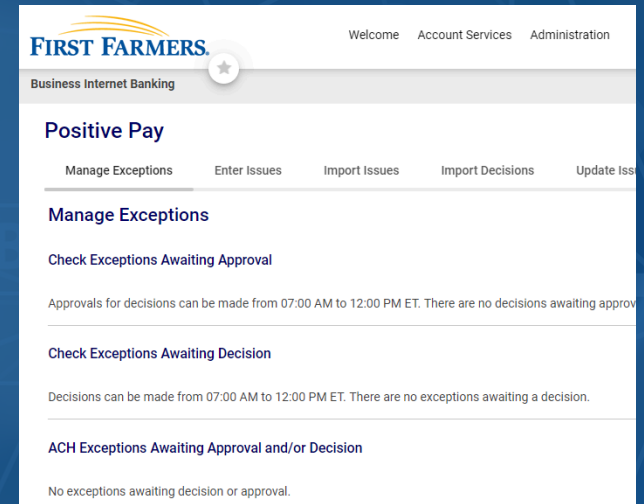 FIRST FARMERS.
Welcome Account Services Administration
Business Internet Banking
Positive Pay
Manage Exceptions Enter Issues Import Issues Import Decisions Update
Manage Exceptions
Check Exceptions Awaiting Approval
Approvals for decisions can be made from 07:00 AM to 12:00 PM ET. There are no decisions awaiting
Check Exceptions Awaiting Decision
Decisions can be made from 07:00 AM to 12:00 PM ET. There are no exceptions awaiting a decision.
ACH Exceptions Awaiting Approval and/or Decision
No exceptions awaiting decision or approval.